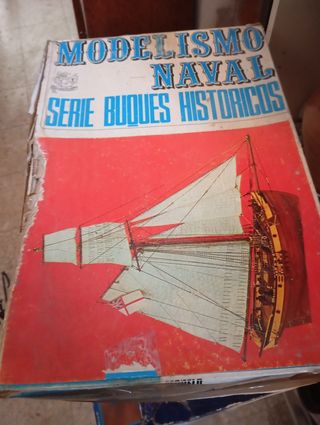 MODELISMO
NAVAL
SERIE BUQUES HISTORICOS